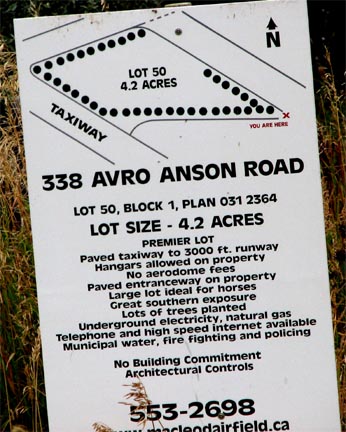 N
LOT 50
4.2 ACRES
TAXIWAY
YOU ARE HERE
338 AVRO ANSON ROAD
LOT 50, BLOCK 1, PLAN 031 2364
LOT SIZE - 4.2 ACRES
PREMIER LOT
Paved taxiway to 3000 ft. runway
Hangars allowed on property
No aerodome fees
Paved entranceway on property
Large lot ideal for horses
Great southern exposure
Lots of trees planted
Underground electricity, natural gas
Telephone and high speed internet available
Municipal water, fire fighting and policing
No Building Commitment
Architectural Controls
553-2698
www.macleodairfield.ca